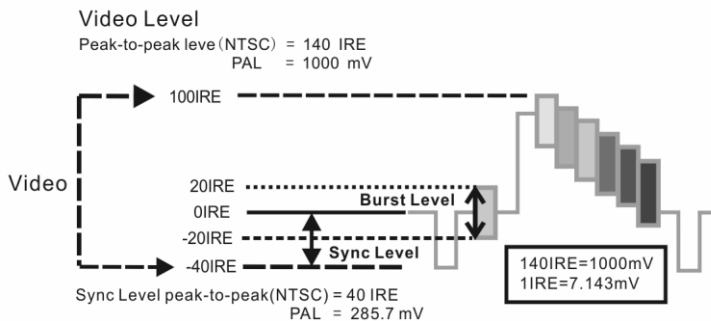 Video Level
Peak-to-peak leve(NTSC) = 140 IRE
PAL = 1000 mV
100IRE
Video
20IRE
Burst Level
0IRE
-20IRE
Sync Level
-40IRE
140IRE=1000mV
1IRE=7.143mV
Sync Level peak-to-peak(NTSC) = 40 IRE
PAL = 285.7 mV